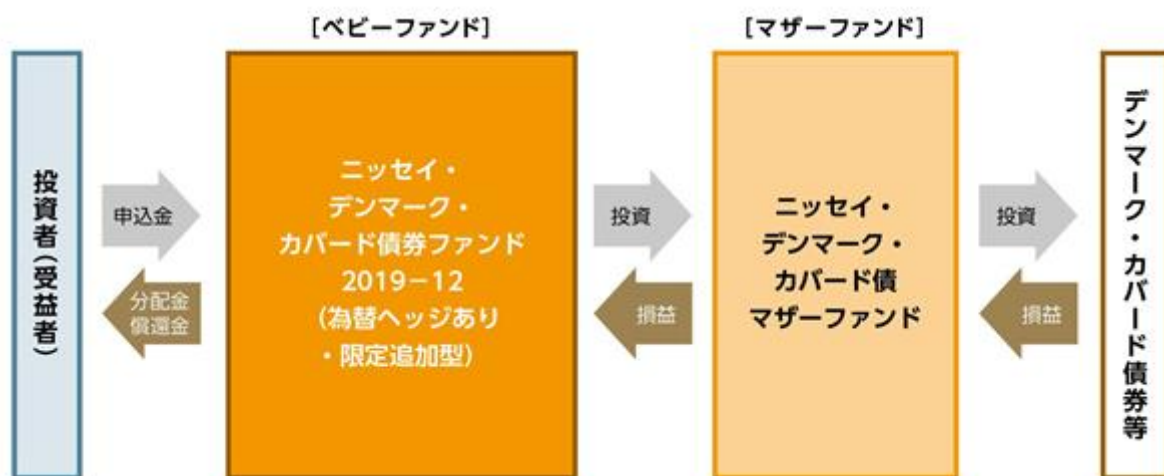 ［ベビーファンド］
［マザーファンド］
投資者（受益者）
申込金
分配金
償還金
ニッセイ・
デンマーク・
カバード債券ファンド
2019－12
（為替ヘッジあり
・限定追加型）
投資
損益
ニッセイ・
デンマーク・
カバード債
マザーファンド
投資
損益
デンマーク・カバード債券等